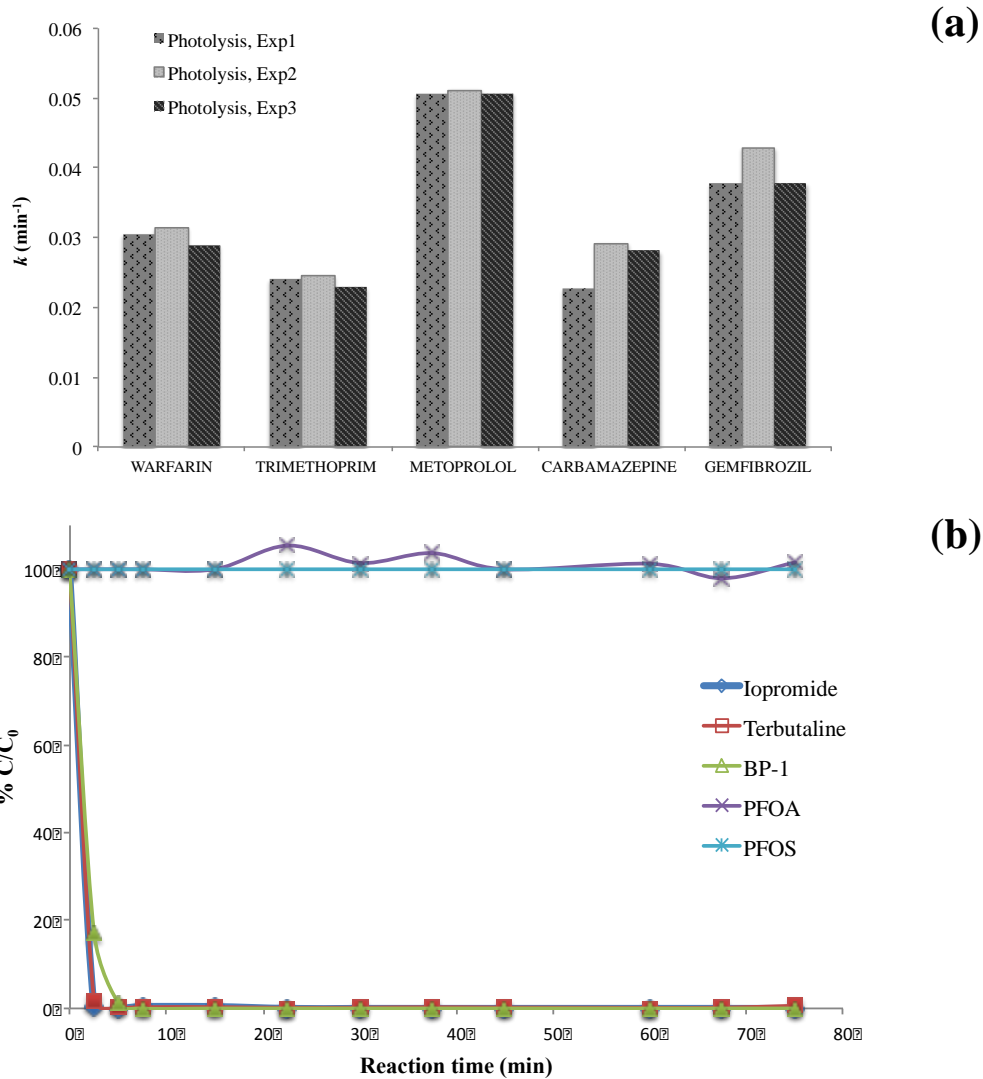 (a)
0.06
0.05
0.04
0.03
0.02
0.01
0
k (min-1)
Photolysis, Exp1
Photolysis, Exp2
Photolysis, Exp3
WARFARIN
TRIMETHOPRIM
METOPROLOL
CARBAMAZEPINE
GEMFIBROZIL
(b)
100
80
60
40
20
0
% C/C0
Iopromide
Terbutaline
BP-1
PFOA
PFOS
0 10 20 30 40 50 60 70 80
Reaction time (min)